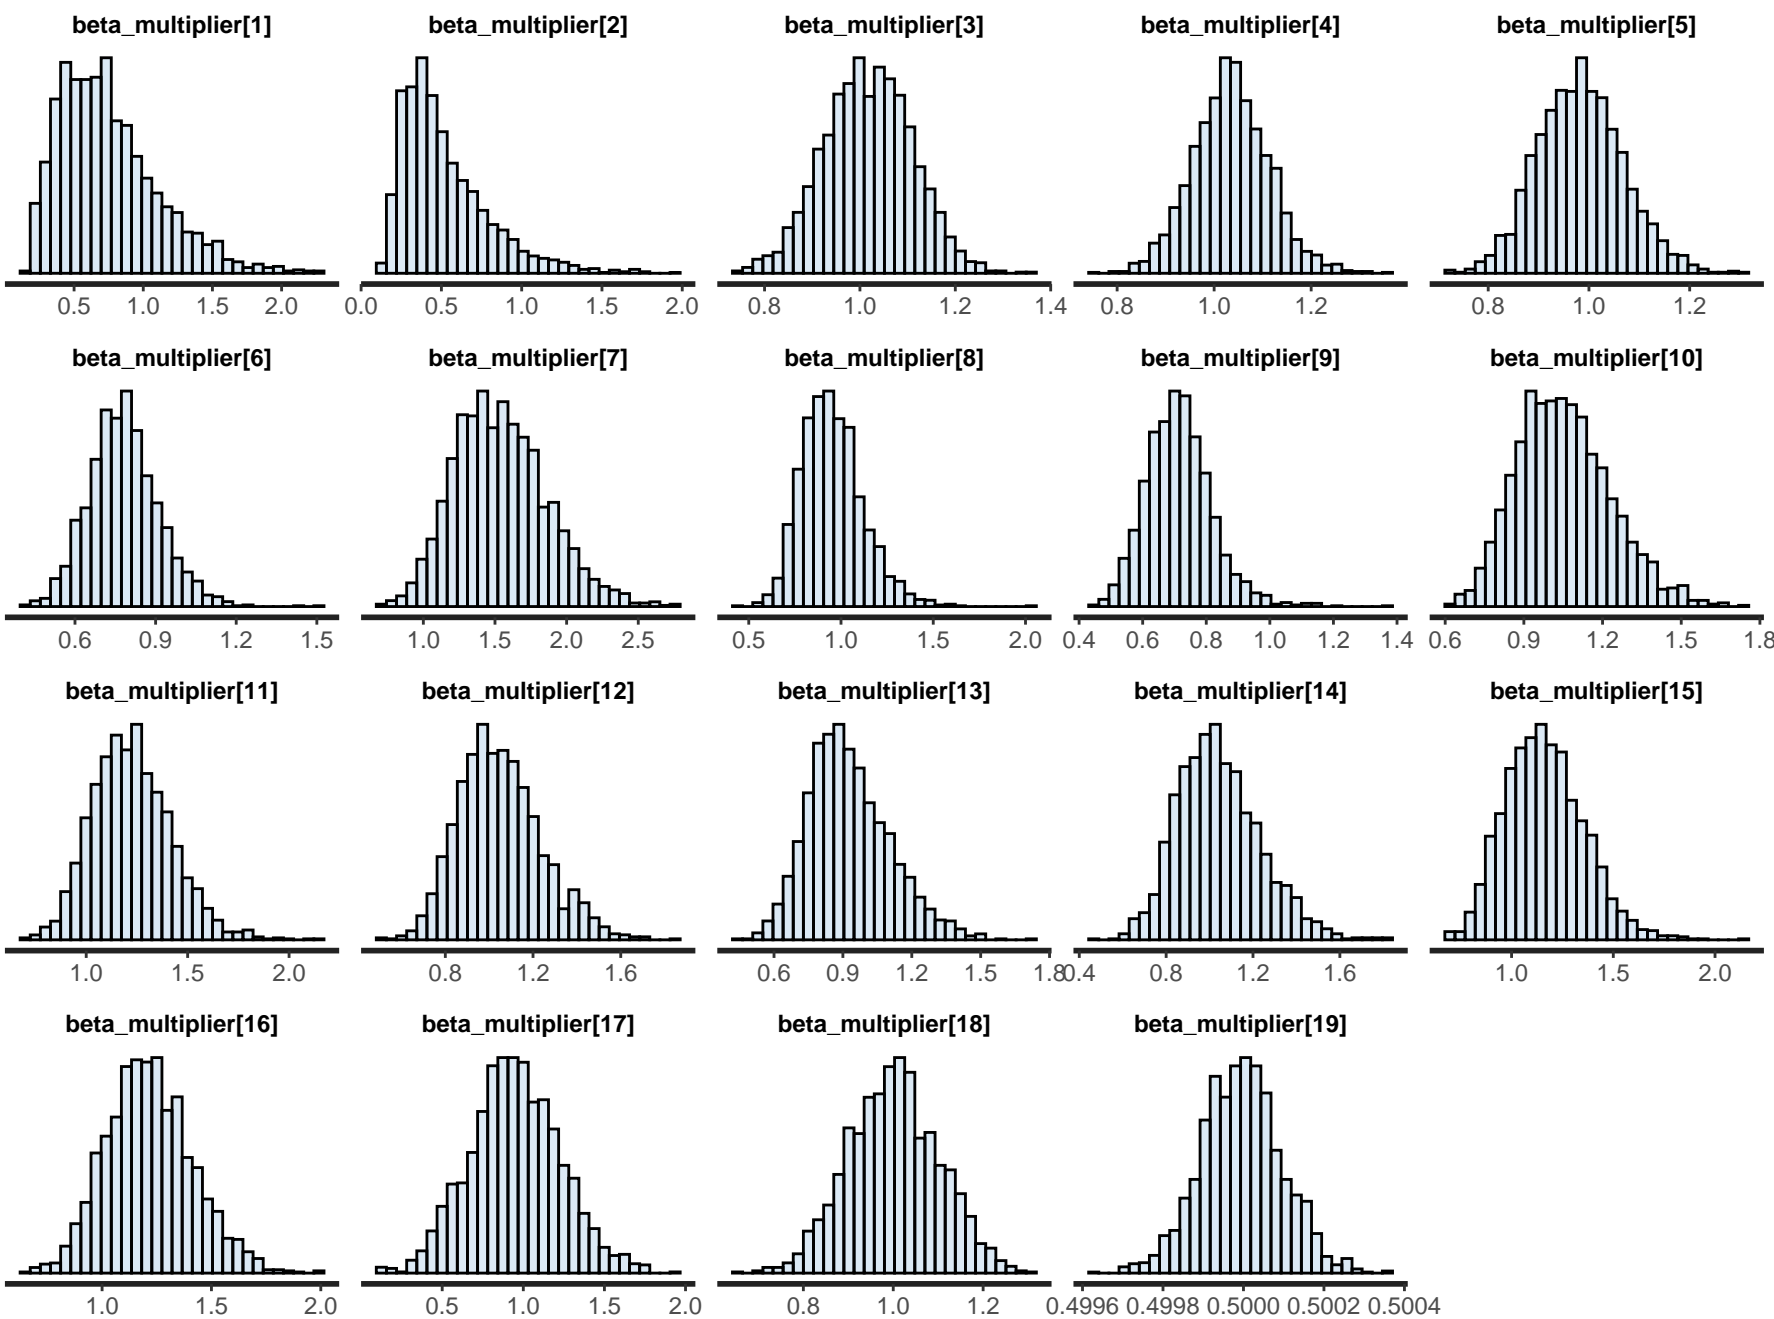 beta_multiplier[1] beta_multiplier[2] beta_multiplier[3] beta_multiplier[4] beta_multiplier[5]
0.5 1.0 1.5 2.0 0.0 0.5 1.0 1.5 2.0 0.8 1.0 1.2 1.4 0.8 1.0 1.2 0.8 1.0 1.2
beta_multiplier[6] beta_multiplier[7] beta_multiplier[8] beta_multiplier[9] beta_multiplier[10]
0.6 0.9 1.2 1.5 1.0 1.5 2.0 2.5 0.5 1.0 1.5 2.0 0.4 0.6 0.8 1.0 1.2 1.4 0.6 0.9 1.2 1.5 1.8
beta_multiplier[11] beta_multiplier[12] beta_multiplier[13] beta_multiplier[14] beta_multiplier[15]
1.0 1.5 2.0 0.8 1.2 1.6 0.6 0.9 1.2 1.5 1.8 0.4 0.8 1.2 1.6 1.0 1.5 2.0
beta_multiplier[16] beta_multiplier[17] beta_multiplier[18] beta_multiplier[19]
1.0 1.5 2.0 0.5 1.0 1.5 2.0 0.8 1.0 1.2 0.4996 0.4998 0.5000 0.5002 0.5004